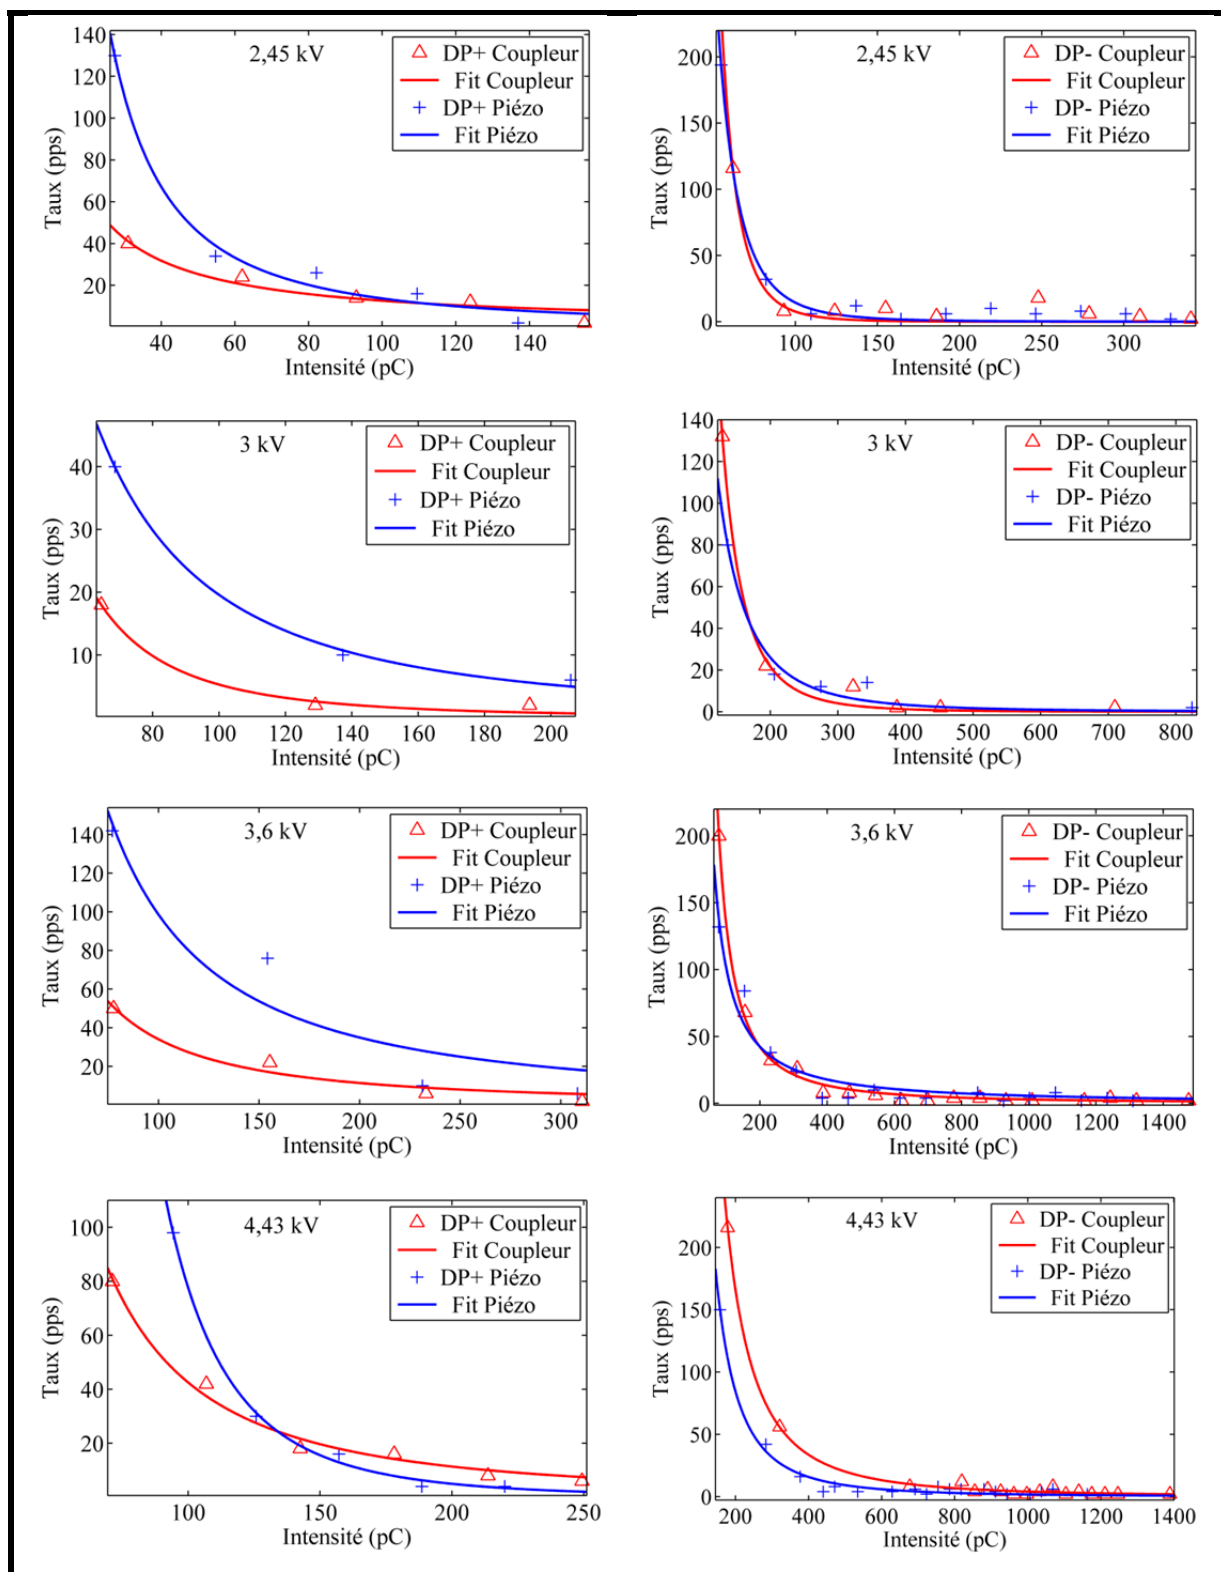 2,45 kV
DP+ Coupleur
Fit Coupleur
DP+ Piézo
Fit Piézo
Taux (pps)
140
120
100
80
60
40
20
40 60 80 100 120 140
Intensité (pC)
2,45 kV
DP- Coupleur
Fit Coupleur
DP- Piézo
Fit Piézo
Taux (pps)
200
150
100
50
0
100 150 200 250 300
Intensité (pC)
3 kV
DP+ Coupleur
Fit Coupleur
DP+ Piézo
Fit Piézo
Taux (pps)
40
30
20
10
80 100 120 140 160 180 200
Intensité (pC)
3 kV
DP- Coupleur
Fit Coupleur
DP- Piézo
Fit Piézo
Taux (pps)
140
120
100
80
60
40
20
0
200 300 400 500 600 700 800
Intensité (pC)
3,6 kV
DP+ Coupleur
Fit Coupleur
DP+ Piézo
Fit Piézo
Taux (pps)
140
120
100
80
60
40
20
100 150 200 250 300
Intensité (pC)
3,6 kV
DP- Coupleur
Fit Coupleur
DP- Piézo
Fit Piézo
Taux (pps)
200
150
100
50
0
200 400 600 800 1000 1200 1400
Intensité (pC)
4,43 kV
DP+ Coupleur
Fit Coupleur
DP+ Piézo
Fit Piézo
Taux (pps)
100
80
60
40
20
100 150 200 250
Intensité (pC)
4,43 kV
DP- Coupleur
Fit Coupleur
DP- Piézo
Fit Piézo
Taux (pps)
200
150
100
50
0
200 400 600 800 1000 1200 1400
Intensité (pC)